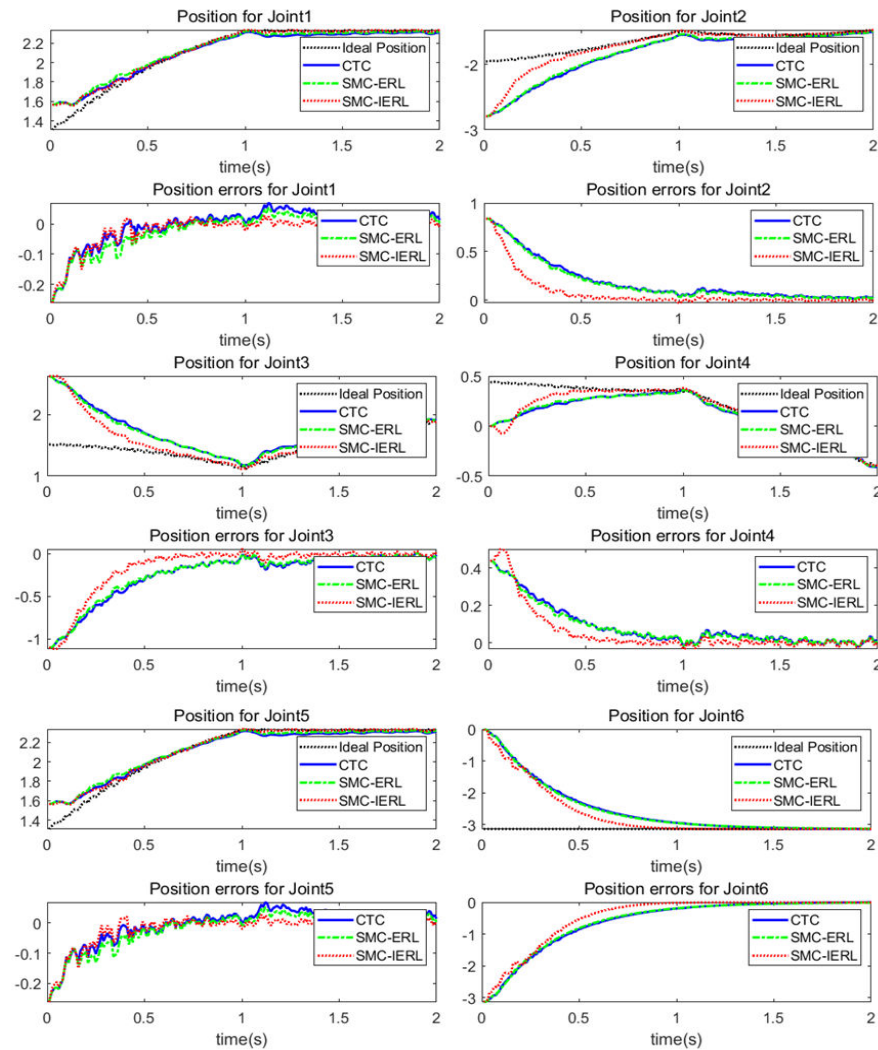 Position for Joint1
2.2
2
1.8
1.6
1.4
Ideal Position
CTC
SMC-ERL
SMC-IERL
0 0.5 1 1.5 2
time(s)
Position for Joint2
-2
-3
Ideal Position
CTC
SMC-ERL
SMC-IERL
0 0.5 1 1.5 2
time(s)
Position errors for Joint1
0
-0.1
-0.2
CTC
SMC-ERL
SMC-IERL
0 0.5 1 1.5 2
time(s)
Position errors for Joint2
1
0.5
0
CTC
SMC-ERL
SMC-IERL
0 0.5 1 1.5 2
time(s)
Position for Joint3
2
1
Ideal Position
CTC
SMC-ERL
SMC-IERL
0 0.5 1 1.5 2
time(s)
Position for Joint4
0.5
0
-0.5
Ideal Position
CTC
SMC-ERL
SMC-IERL
0 0.5 1 1.5 2
time(s)
Position errors for Joint3
0
-0.5
-1
CTC
SMC-ERL
SMC-IERL
0 0.5 1 1.5 2
time(s)
Position errors for Joint4
0.4
0.2
0
CTC
SMC-ERL
SMC-IERL
0 0.5 1 1.5 2
time(s)
Position for Joint5
2.2
2
1.8
1.6
1.4
Ideal Position
CTC
SMC-ERL
SMC-IERL
0 0.5 1 1.5 2
time(s)
Position for Joint6
0
-1
-2
-3
Ideal Position
CTC
SMC-ERL
SMC-IERL
0 0.5 1 1.5 2
time(s)
Position errors for Joint5
0
-0.1
-0.2
CTC
SMC-ERL
SMC-IERL
0 0.5 1 1.5 2
time(s)
Position errors for Joint6
0
-1
-2
-3
CTC
SMC-ERL
SMC-IERL
0 0.5 1 1.5 2
time(s)